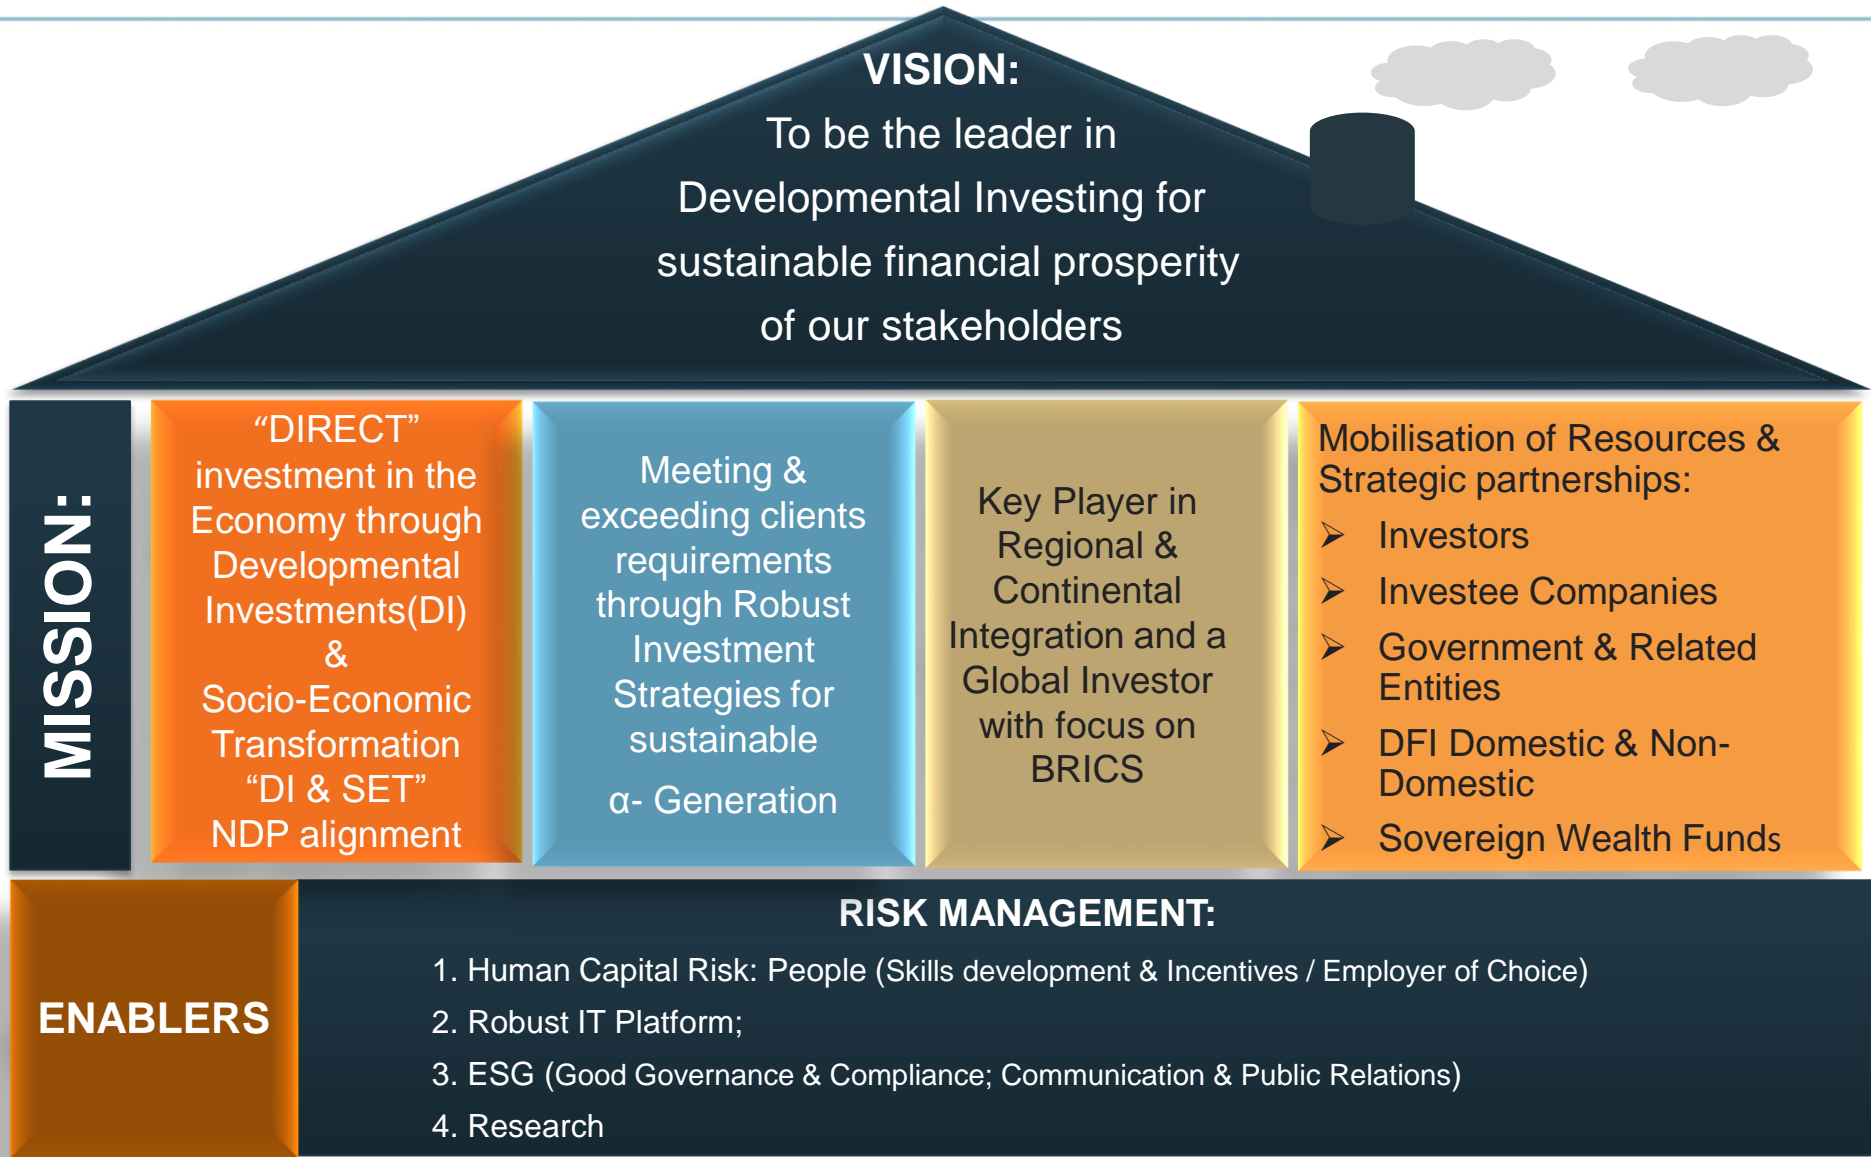 VISION:
To be the leader in
Developmental Investing for
sustainable financial prosperity
of our stakeholders
MISSION:
“DIRECT”
investment in the
Economy through
Developmental
Investments(DI)
&
Socio-Economic
Transformation
“DI & SET”
NDP alignment
Meeting &
exceeding clients
requirements
through Robust
Investment
Strategies for
sustainable
α- Generation
Key Player in
Regional &
Continental
Integration and a
Global Investor
with focus on
BRICS
Mobilisation of Resources &
Strategic partnerships:
➢ Investors
➢ Investee Companies
➢ Government & Related
Entities
➢ DFI Domestic & Non-
Domestic
➢ Sovereign Wealth Funds
ENABLERS
RISK MANAGEMENT:
1. Human Capital Risk: People (Skills development & Incentives / Employer of Choice)
2. Robust IT Platform;
3. ESG (Good Governance & Compliance; Communication & Public Relations)
4. Research